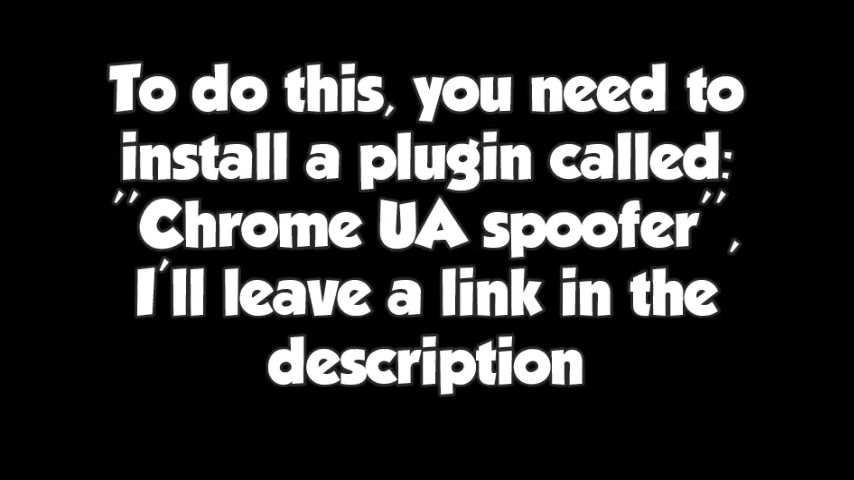 To do this, you need to
install a plugin called:
"Chrome UA spoofer",
I'll leave a link in the
description